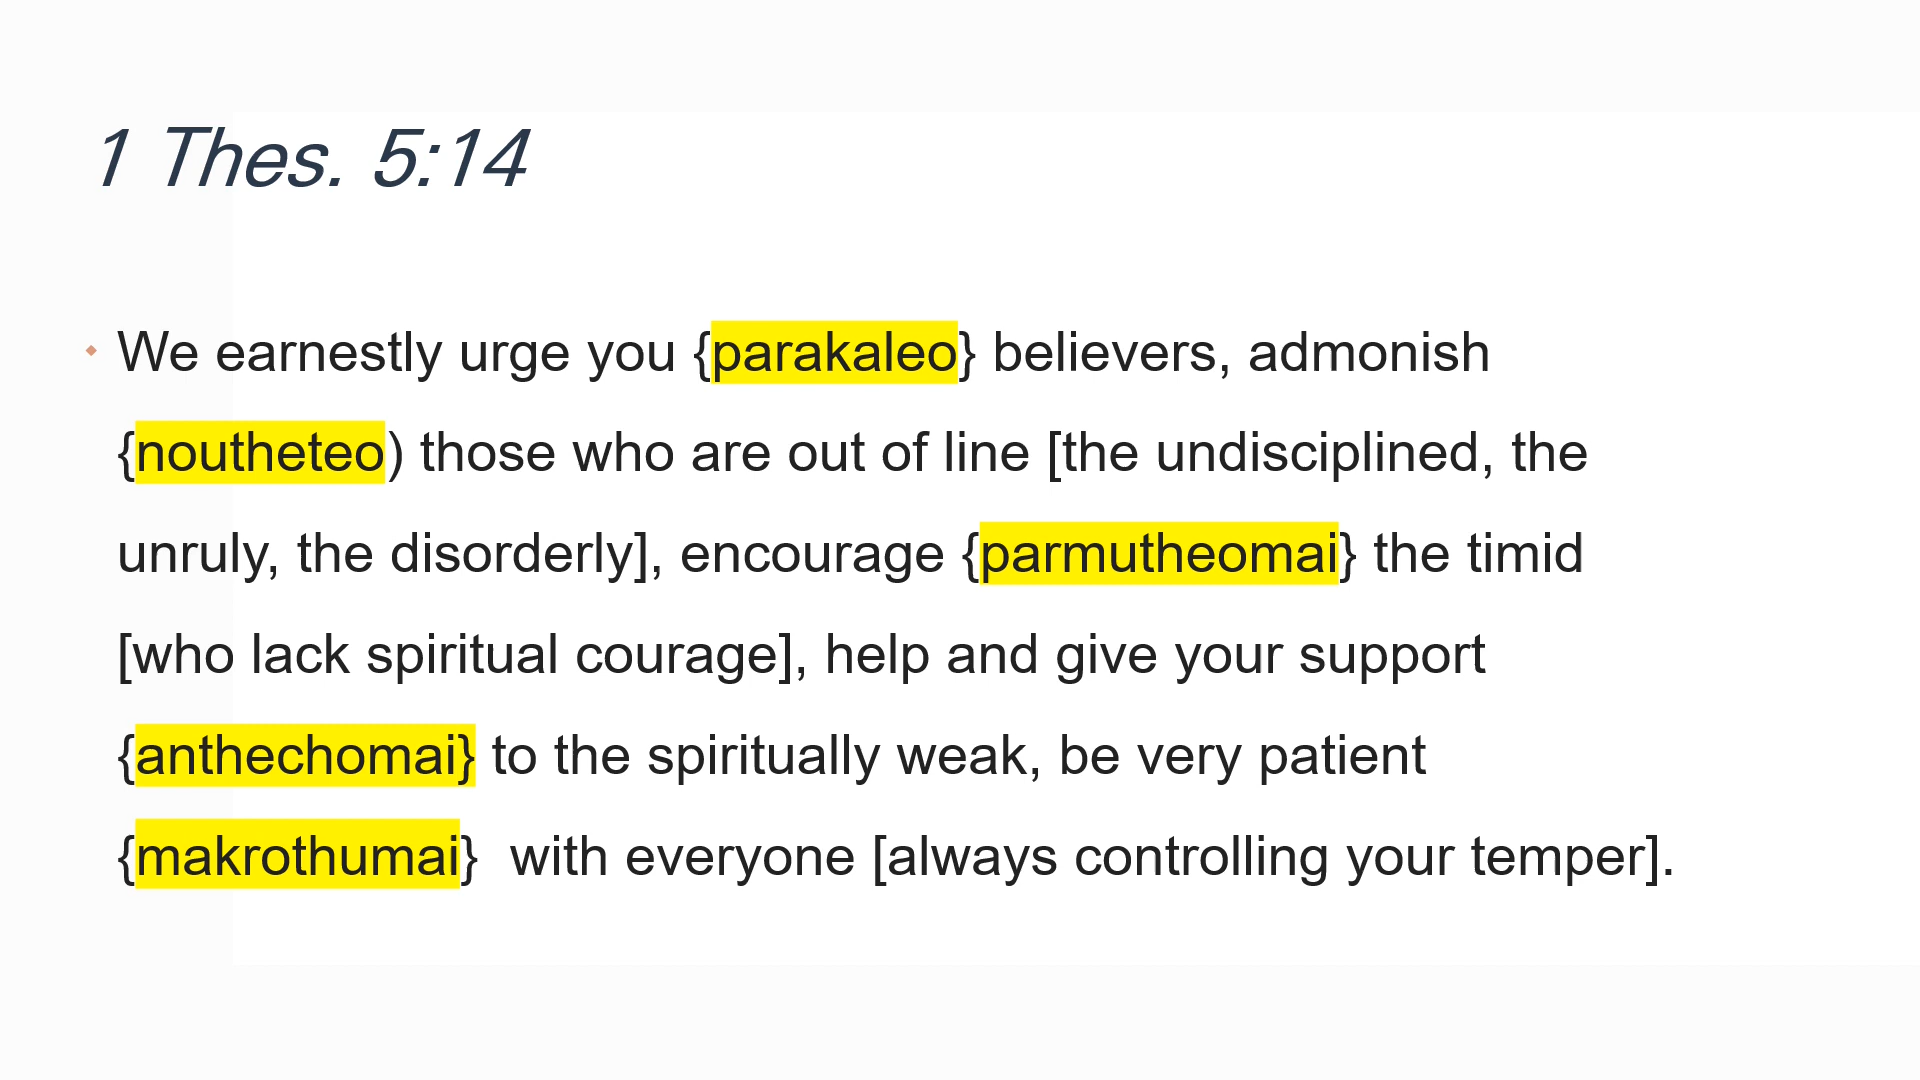 1 Thes. 5:14
We earnestly urge you {parakaleo} believers, admonish
{noutheteo) those who are out of line [the undisciplined, the
unruly, the disorderly], encourage {parmutheomai} the timid
[who lack spiritual courage], help and give your support
{anthechomai} to the spiritually weak, be very patient
{makrothumai}  with everyone [always controlling your temper].